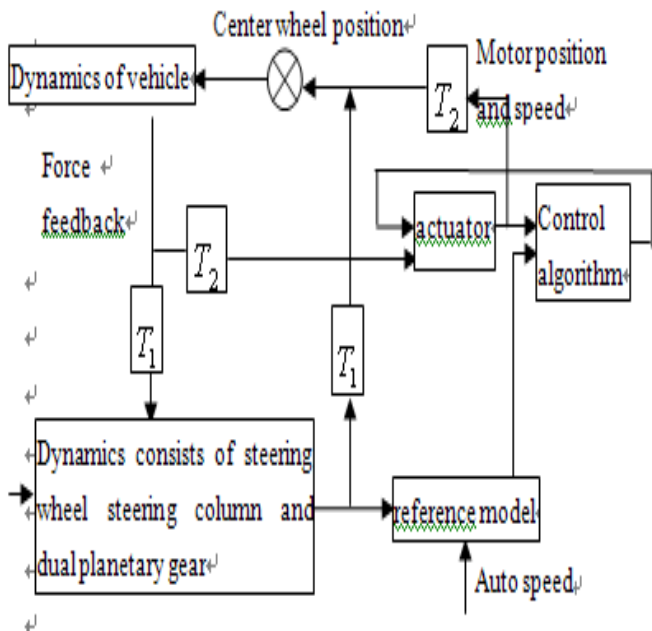 Center wheel position
Dynamics of vehicle
Motor position
and speed
T2
Force
feedback
actuator
Control
algorithm
T2
T1
T1
Dynamics consists of steering
wheel steering column and
dual planetary gear
reference model
Auto speed